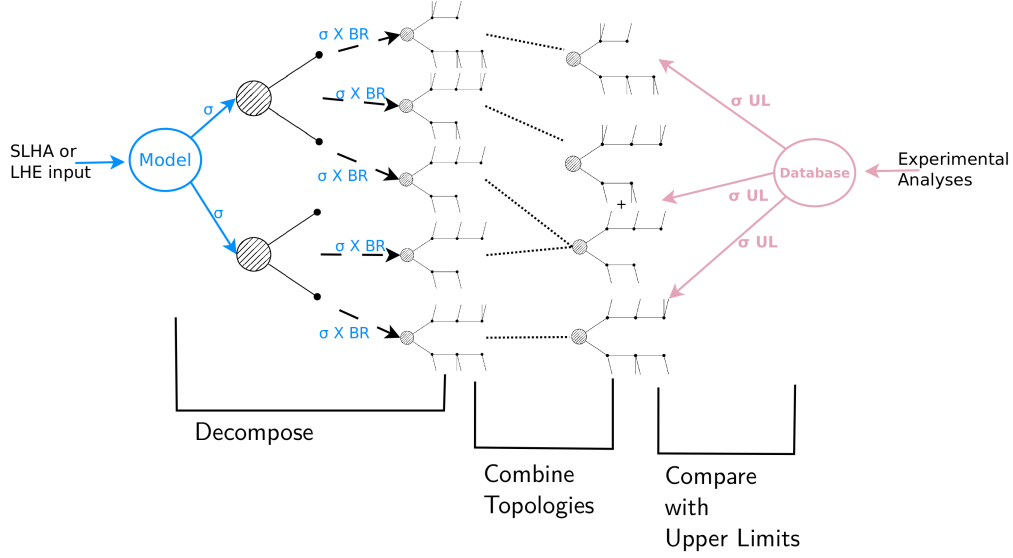 σ X BR
σ X BR
σ
σ UL
SLHA or
LHE input
Model
Database
Experimental
Analyses
σ X BR
σ UL
+
σ
σ X BR
σ UL
σ X BR
Decompose
Combine
Topologies
Compare
with
Upper Limits